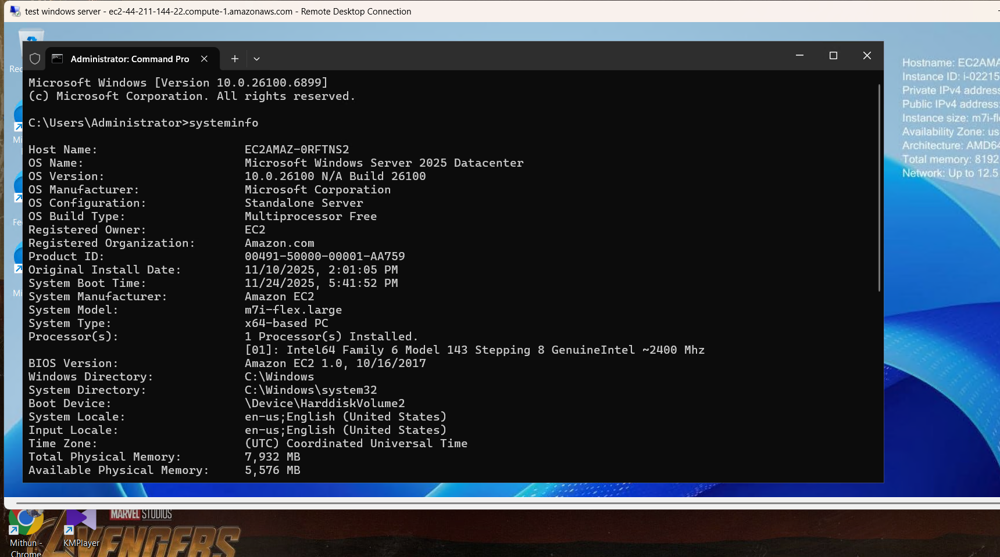 test windows server - ec2-44-211-144-22.compute-1.amazonaws.com - Remote Desktop Connection
Administrator: Command Pro
Microsoft Windows [Version 10.0.26100.6899]
(c) Microsoft Corporation. All rights reserved.
C:\Users\Administrator>systeminfo
Host Name: EC2AMAZ-0RFTNS2
OS Name: Microsoft Windows Server 2025 Datacenter
OS Version: 10.0.26100 N/A Build 26100
OS Manufacturer: Microsoft Corporation
OS Configuration: Standalone Server
OS Build Type: Multiprocessor Free
Registered Owner: EC2
Registered Organization: Amazon.com
Product ID: 00491-50000-00001-AA759
Original Install Date: 11/10/2025, 2:01:05 PM
System Boot Time: 11/24/2025, 5:41:52 PM
System Manufacturer: Amazon EC2
System Model: m7i-flex.large
System Type: x64-based PC
Processor(s): 1 Processor(s) Installed.
[01]: Intel64 Family 6 Model 143 Stepping 8 GenuineIntel ~2400 Mhz
BIOS Version: Amazon EC2 1.0, 10/16/2017
Windows Directory: C:\Windows
System Directory: C:\Windows\system32
Boot Device: \Device\HarddiskVolume2
System Locale: en-us;English (United States)
Input Locale: en-us;English (United States)
Time Zone: (UTC) Coordinated Universal Time
Total Physical Memory: 7,932 MB
Available Physical Memory: 5,576 MB
Hostname: EC2AMA
Instance ID: i-02215
Private IPv4 address
Public IPv4 address:
Instance size: m7i-fle
Availability Zone: us
Architecture: AMD64
Total memory: 8192
Network: Up to 12.5
Rec
Mi
Fe
Mi
MARVEL STUDIOS
AVENGERS
Mithun -
Chrome
KMPlayer